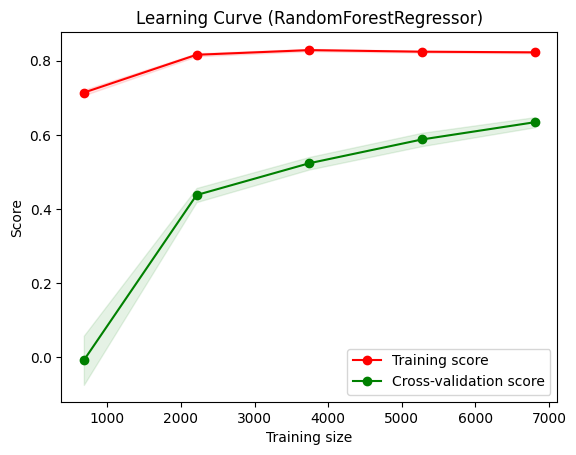 Learning Curve (RandomForestRegressor)
Score
0.8
0.6
0.4
0.2
0.0
Training score
Cross-validation score
1000 2000 3000 4000 5000 6000 7000
Training size